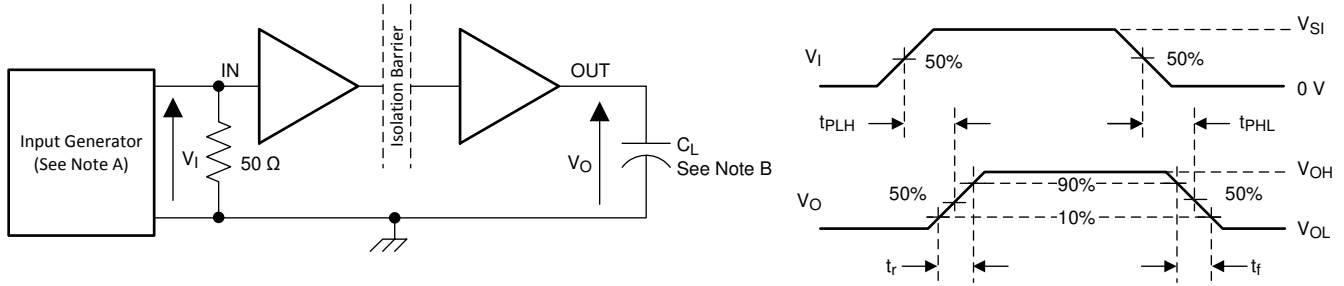 Input Generator
(See Note A)
V_I
IN
50 Ω
Isolation Barrier
OUT
V_O
C_L
See Note B
V_I
50%
50%
V_SI
0 V
t_PLH
t_PHL
V_O
50%
90%
10%
50%
V_OH
V_OL
t_r
t_f